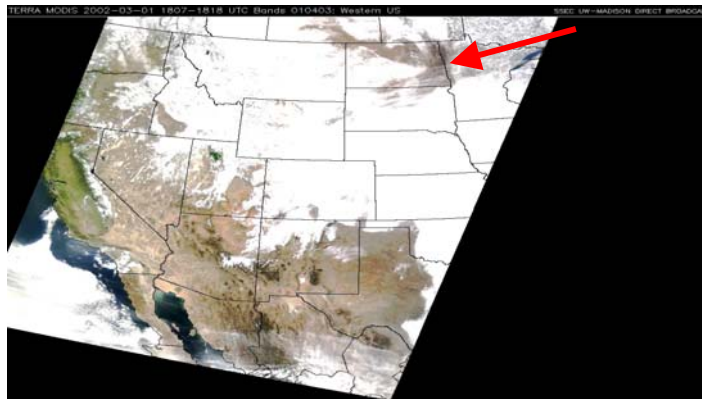 TERRA MODIS 2002-03-01 1807-1818 UTC Bands 010403: Western US SSEC UW-MADISON DIRECT BROADCA